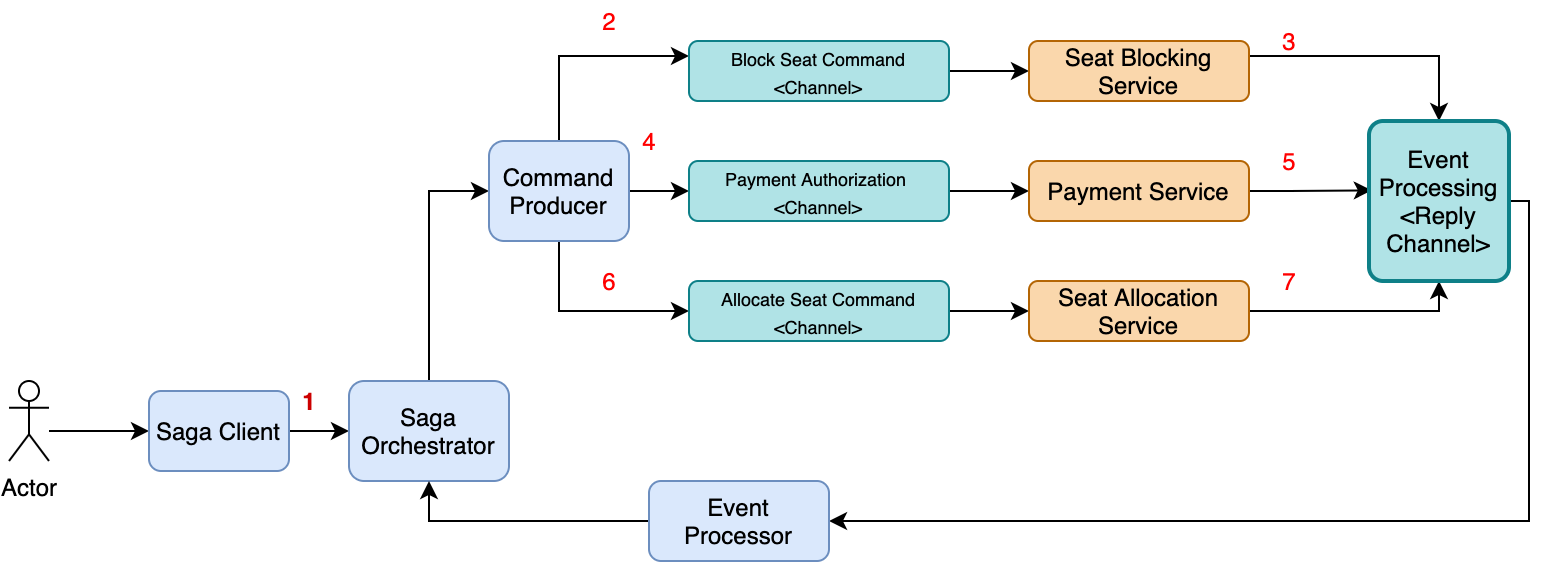 2
Block Seat Command
<Channel>
Seat Blocking
Service
3
Command
Producer
4
Payment Authorization
<Channel>
Payment Service
5
Event
Processing
<Reply
Channel>
6
Allocate Seat Command
<Channel>
Seat Allocation
Service
7
Actor
Saga Client
1
Saga
Orchestrator
Event
Processor